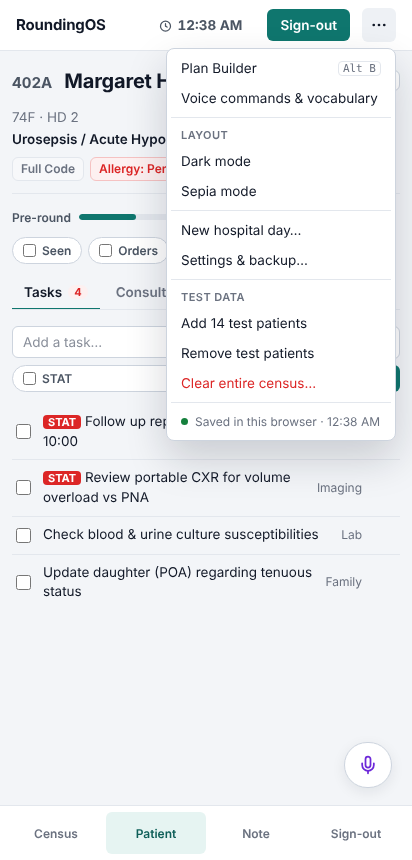 RoundingOS
12:38 AM
Sign-out
402A Margaret H
74F · HD 2
Urosepsis / Acute Hypo
Full Code
Allergy: Per
Pre-round
Seen
Orders
Tasks 4
Consult
Add a task…
STAT
STAT Follow up rep
10:00
STAT Review portable CXR for volume
overload vs PNA
Imaging
Check blood & urine culture susceptibilities
Lab
Update daughter (POA) regarding tenuous
status
Family
Plan Builder
Alt B
Voice commands & vocabulary
LAYOUT
Dark mode
Sepia mode
New hospital day…
Settings & backup…
TEST DATA
Add 14 test patients
Remove test patients
Clear entire census…
Saved in this browser · 12:38 AM
Census
Patient
Note
Sign-out